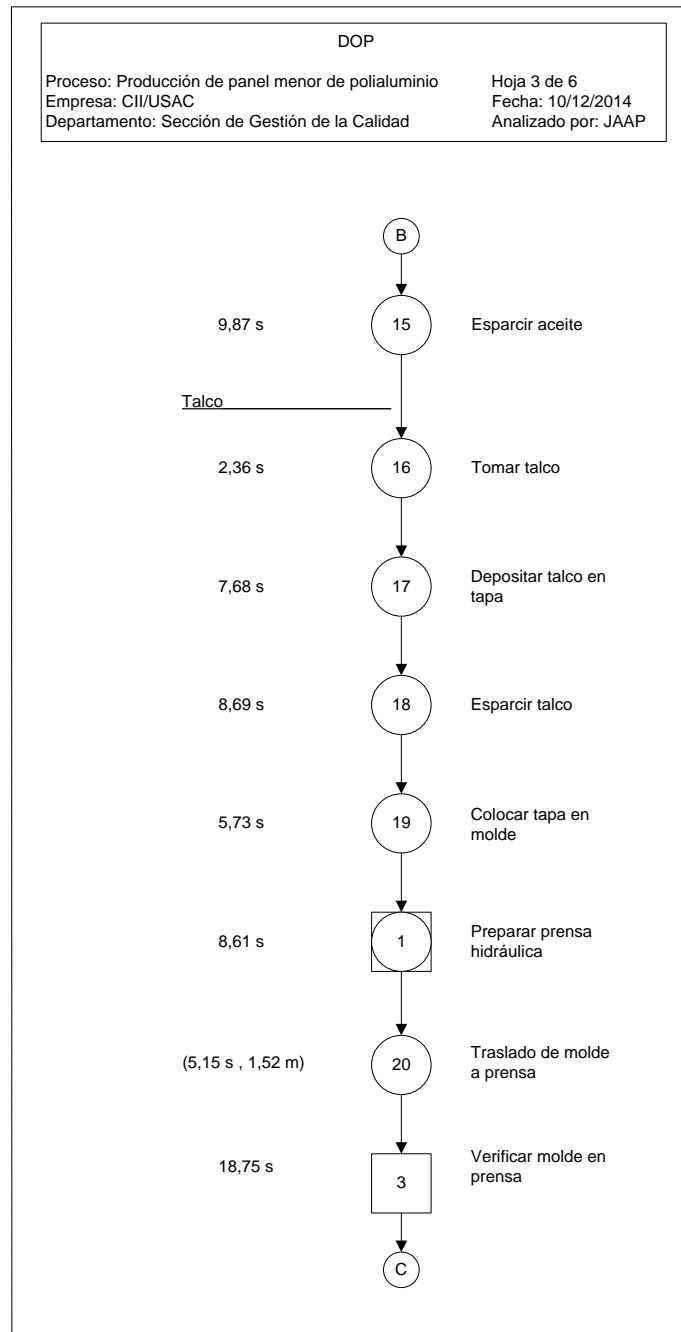 DOP
Proceso: Producción de panel menor de polialuminio Hoja 3 de 6
Empresa: CII/USAC Fecha: 10/12/2014
Departamento: Sección de Gestión de la Calidad Analizado por: JAAP
B
9,87 s 15 Esparcir aceite
Talco
2,36 s 16 Tomar talco
7,68 s 17 Depositar talco en
tapa
8,69 s 18 Esparcir talco
5,73 s 19 Colocar tapa en
molde
8,61 s 1 Preparar prensa
hidráulica
(5,15 s , 1,52 m) 20 Traslado de molde
a prensa
18,75 s 3 Verificar molde en
prensa
C